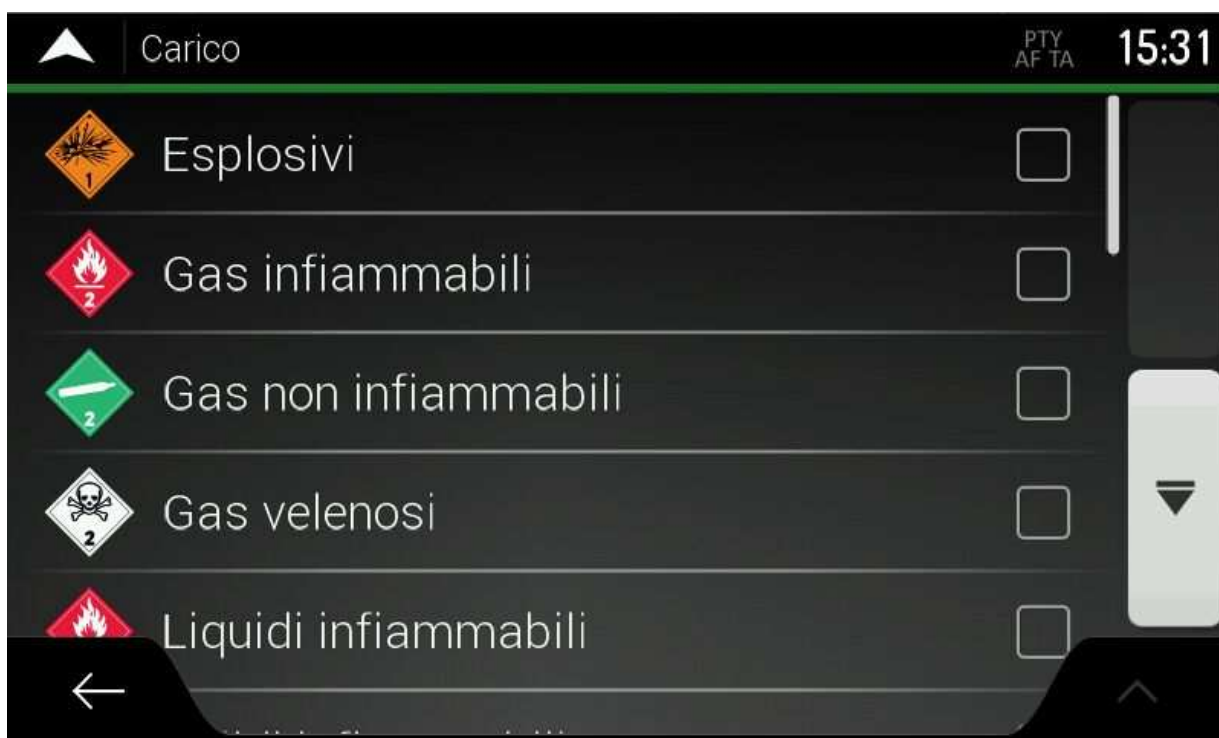 Carico
PTY
AF TA
15:31
Esplosivi
1
Gas infiammabili
2
Gas non infiammabili
2
Gas velenosi
2
Liquidi infiammabili